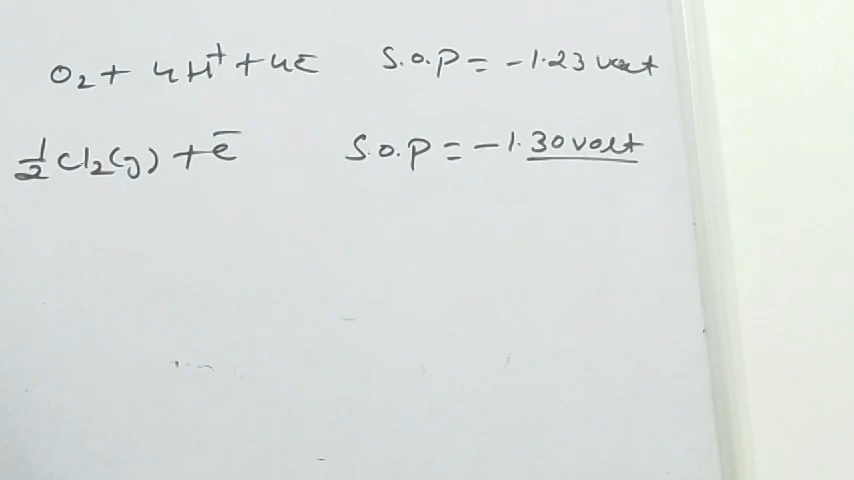 O2 + 4H+ + 4e- S.O.P = -1.23 volt
1/2 Cl2(g) + e- S.O.P = -1.30 volt